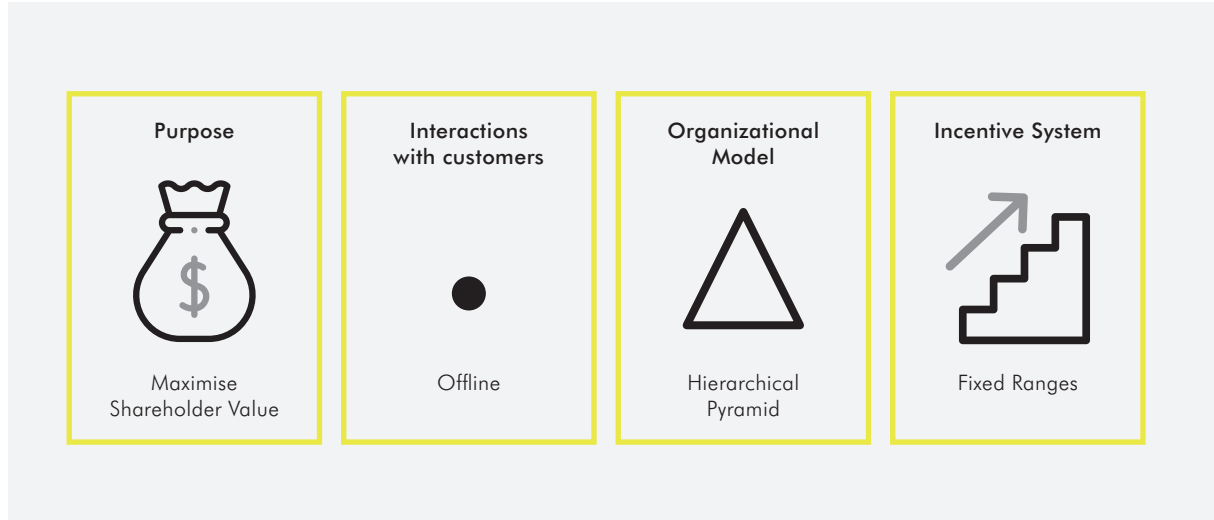 Purpose
$
Maximise
Shareholder Value
Interactions
with customers
Offline
Organizational
Model
Hierarchical
Pyramid
Incentive System
Fixed Ranges